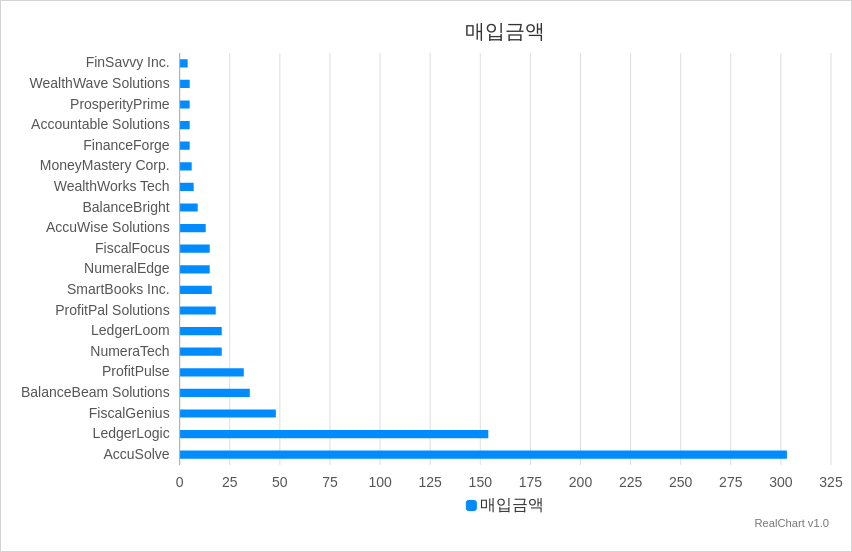 매입금액
FinSavvy Inc.
WealthWave Solutions
ProsperityPrime
Accountable Solutions
FinanceForge
MoneyMastery Corp.
WealthWorks Tech
BalanceBright
AccuWise Solutions
FiscalFocus
NumeralEdge
SmartBooks Inc.
ProfitPal Solutions
LedgerLoom
NumeraTech
ProfitPulse
BalanceBeam Solutions
FiscalGenius
LedgerLogic
AccuSolve
0 25 50 75 100 125 150 175 200 225 250 275 300 325
매입금액
RealChart v1.0